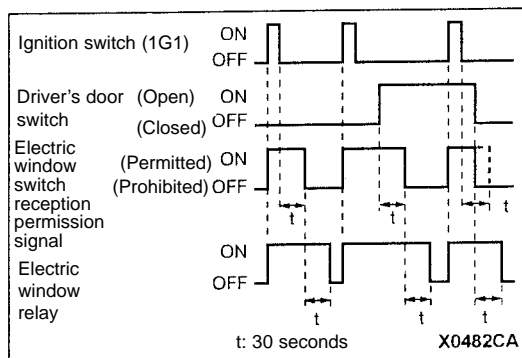 Ignition switch (1G1) ON
OFF
Driver's door (Open) ON
switch
(Closed) OFF
Electric
window (Permitted) ON
switch (Prohibited) OFF
reception
permission
signal
t t t
ON
Electric OFF
window
relay
t t t
t: 30 seconds X0482CA